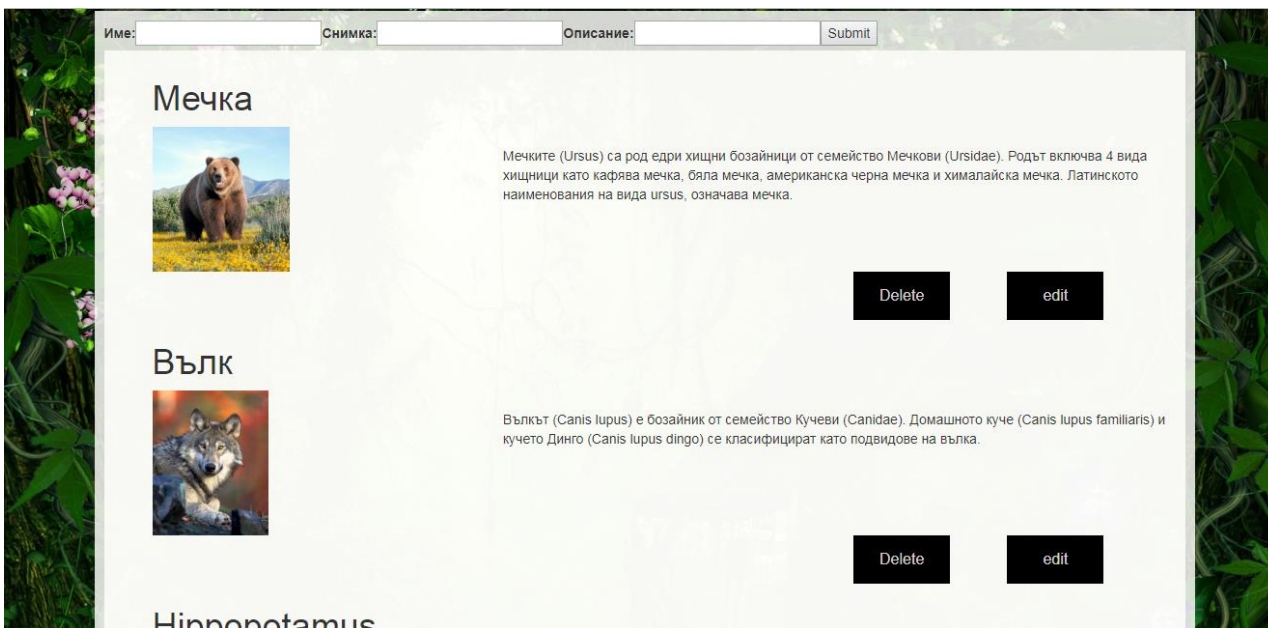 Име: Снимка: Описание: Submit
Мечка
Мечките (Ursus) са род едри хищни бозайници от семейство Мечкови (Ursidae). Родът включва 4 вида
хищници като кафява мечка, бяла мечка, американска черна мечка и хималайска мечка. Латинското
наименования на вида ursus, означава мечка.
Delete edit
Вълк
Вълкът (Canis lupus) е бозайник от семейство Кучеви (Canidae). Домашното куче (Canis lupus familiaris) и
кучето Динго (Canis lupus dingo) се класифицират като подвидове на вълка.
Delete edit
Hippopotamus